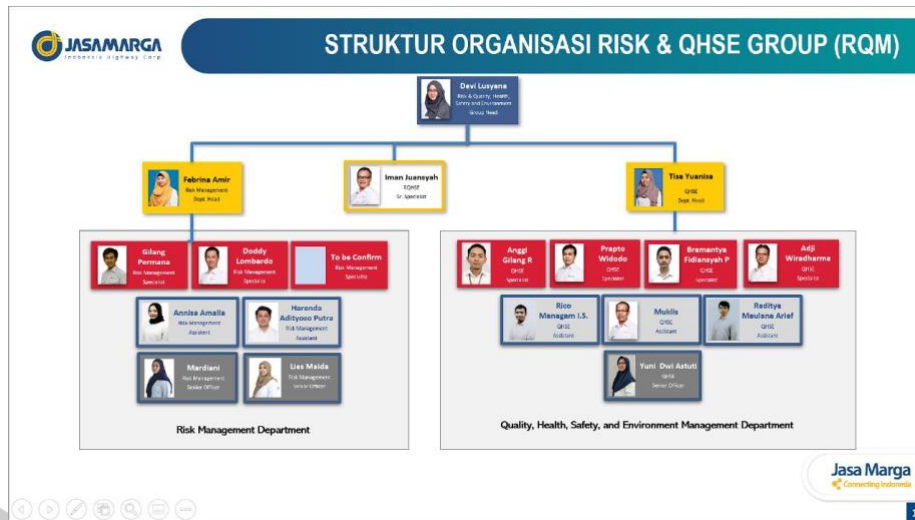 JASAMARGA
Indonesia Highway Corp
STRUKTUR ORGANISASI RISK & QHSE GROUP (RQM)
Devi Lusyana
Risk & Quality, Health,
Safety and Environment
Group Head
Febrina Amir
Risk Management
Dept. Head
Iman Juansyah
Sr. Specialist
Tisa Yuanisa
QHSE
Dept. Head
Gilang
Permana
Risk Management
Specialist
Doddy
Lombardo
Risk Management
Specialist
To be Confirm
Risk Management
Specialist
Annisa Amalia
Risk Management
Assistant
Harenda
Adityoso Putra
Risk Management
Assistant
Mardiani
Risk Management
Senior Officer
Lies Maida
Risk Management
Senior Officer
Risk Management Department
Anggi
Gilang R
QHSE
Specialist
Prapto
Widodo
QHSE
Specialist
Bramantya
Fidiansyah P
QHSE
Specialist
Adji
Wiradharma
QHSE
Specialist
Rico
Managam I.S.
QHSE
Assistant
Muklis
QHSE
Assistant
Raditya
Maulana Arief
QHSE
Assistant
Yuni Dwi Astuti
QHSE
Senior Officer
Quality, Health, Safety, and Environment Management Department
Jasa Marga
Connecting Indonesia